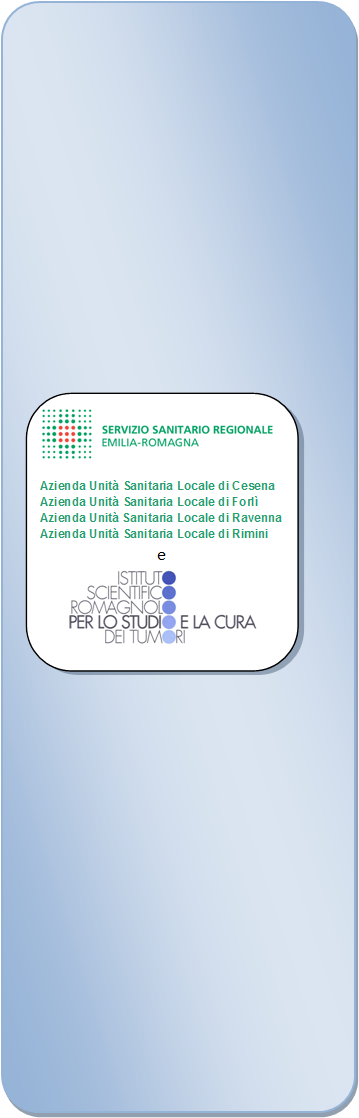 SERVIZIO SANITARIO REGIONALE
EMILIA-ROMAGNA
Azienda Unità Sanitaria Locale di Cesena
Azienda Unità Sanitaria Locale di Forlì
Azienda Unità Sanitaria Locale di Ravenna
Azienda Unità Sanitaria Locale di Rimini
e
ISTITUTO
SCIENTIFICO
ROMAGNOLO
PER LO STUDIO E LA CURA
DEI TUMORI